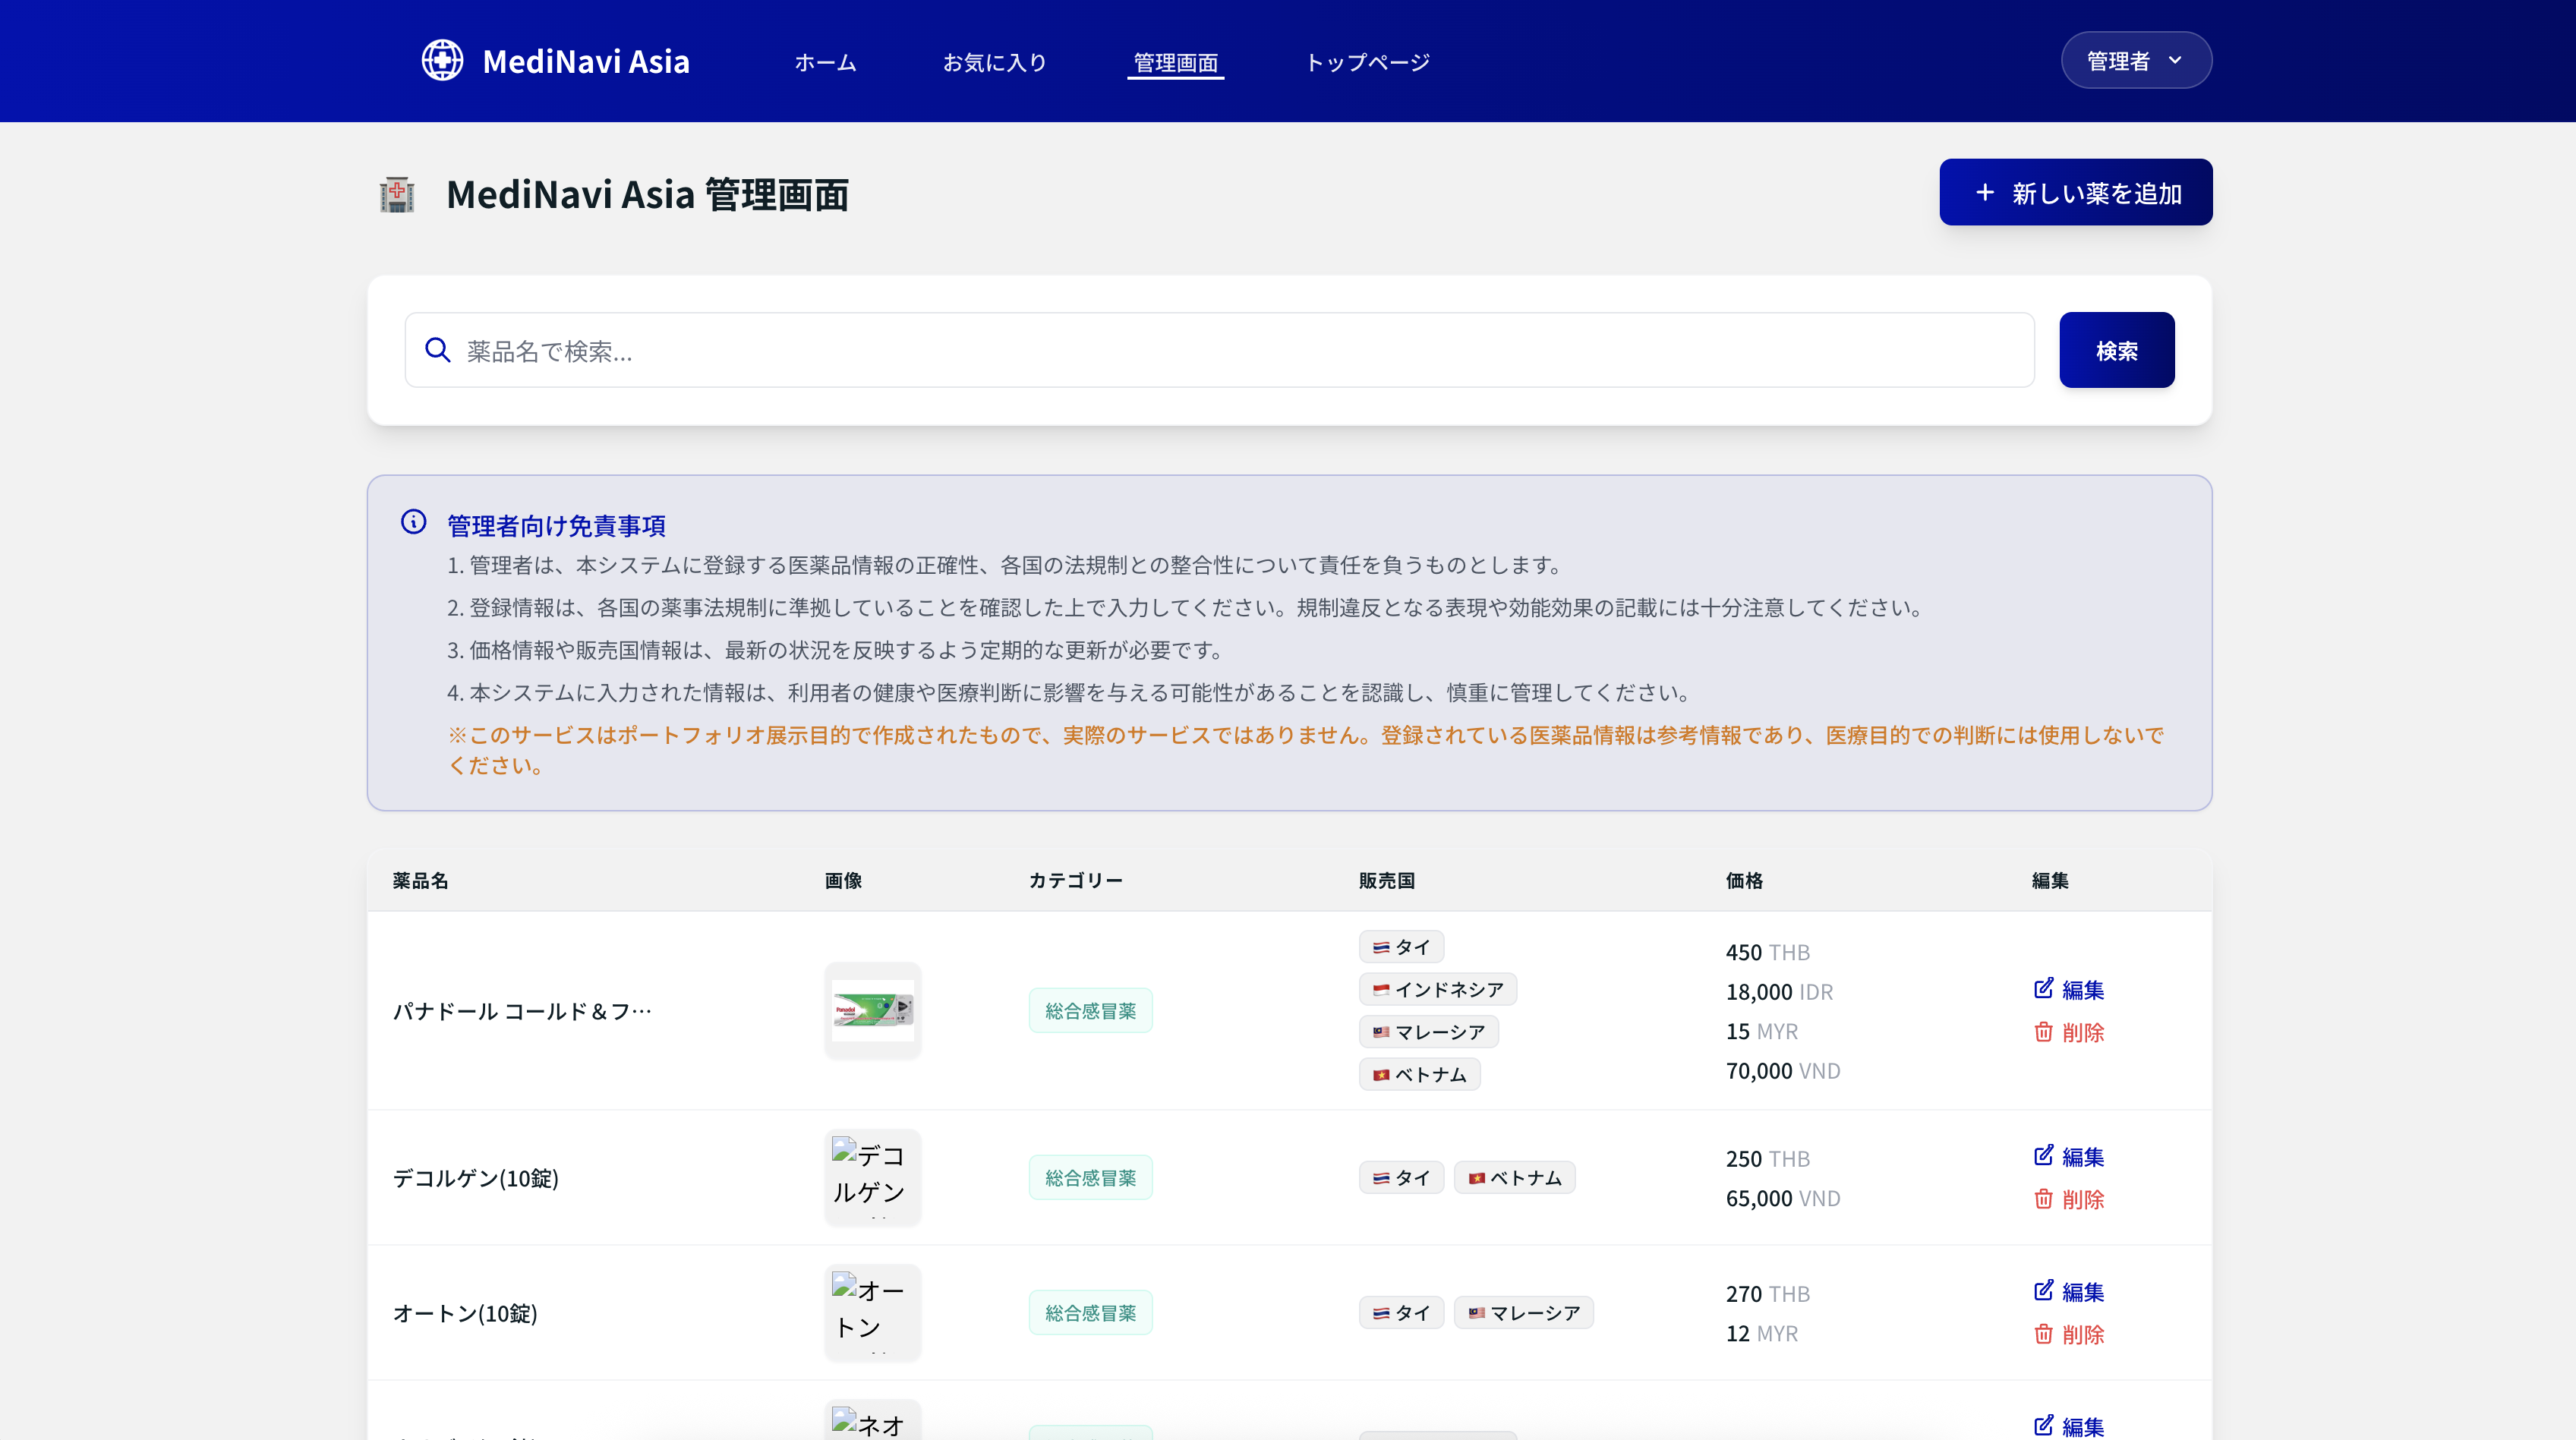 MediNavi Asia
ホーム
お気に入り
管理画面
トップページ
管理者
MediNavi Asia 管理画面
+ 新しい薬を追加
薬品名で検索...
検索
管理者向け免責事項
1. 管理者は、本システムに登録する医薬品情報の正確性、各国の法規制との整合性について責任を負うものとします。
2. 登録情報は、各国の薬事法規制に準拠していることを確認した上で入力してください。規制違反となる表現や効能効果の記載には十分注意してください。
3. 価格情報や販売国情報は、最新の状況を反映するよう定期的な更新が必要です。
4. 本システムに入力された情報は、利用者の健康や医療判断に影響を与える可能性があることを認識し、慎重に管理してください。
※このサービスはポートフォリオ展示目的で作成されたもので、実際のサービスではありません。登録されている医薬品情報は参考情報であり、医療目的での判断には使用しないで
ください。
薬品名 画像 カテゴリー 販売国 価格 編集
パナドール コールド＆フ…
Panadol
総合感冒薬
タイ
インドネシア
マレーシア
ベトナム
450 THB
18,000 IDR
15 MYR
70,000 VND
編集
削除
デコルゲン(10錠)
デコ
ルゲン
総合感冒薬
タイ
ベトナム
250 THB
65,000 VND
編集
削除
オートン(10錠)
オー
トン
総合感冒薬
タイ
マレーシア
270 THB
12 MYR
編集
削除
ネオ
編集